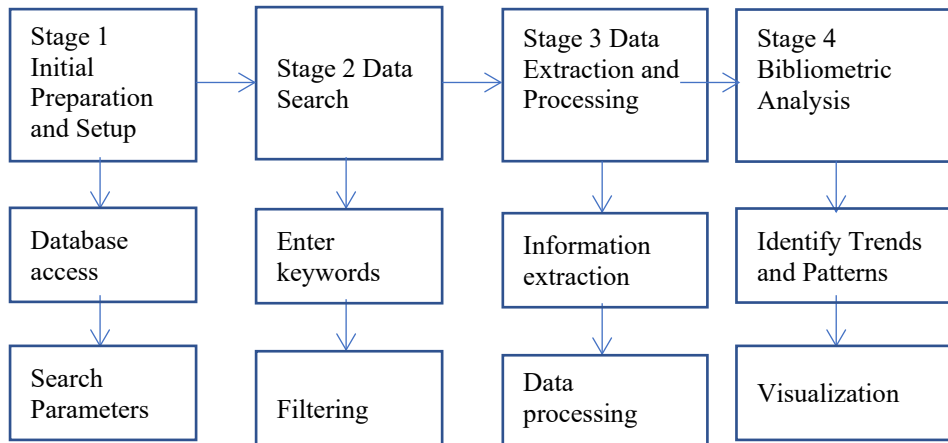 Stage 1
Initial
Preparation
and Setup
Stage 2 Data
Search
Stage 3 Data
Extraction and
Processing
Stage 4
Bibliometric
Analysis
Database
access
Enter
keywords
Information
extraction
Identify Trends
and Patterns
Search
Parameters
Filtering
Data
processing
Visualization